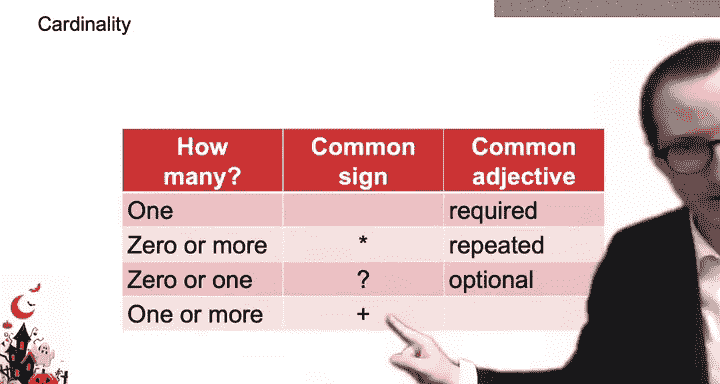 Cardinality
How many? Common sign Common adjective
One required
Zero or more * repeated
Zero or one ? optional
One or more +